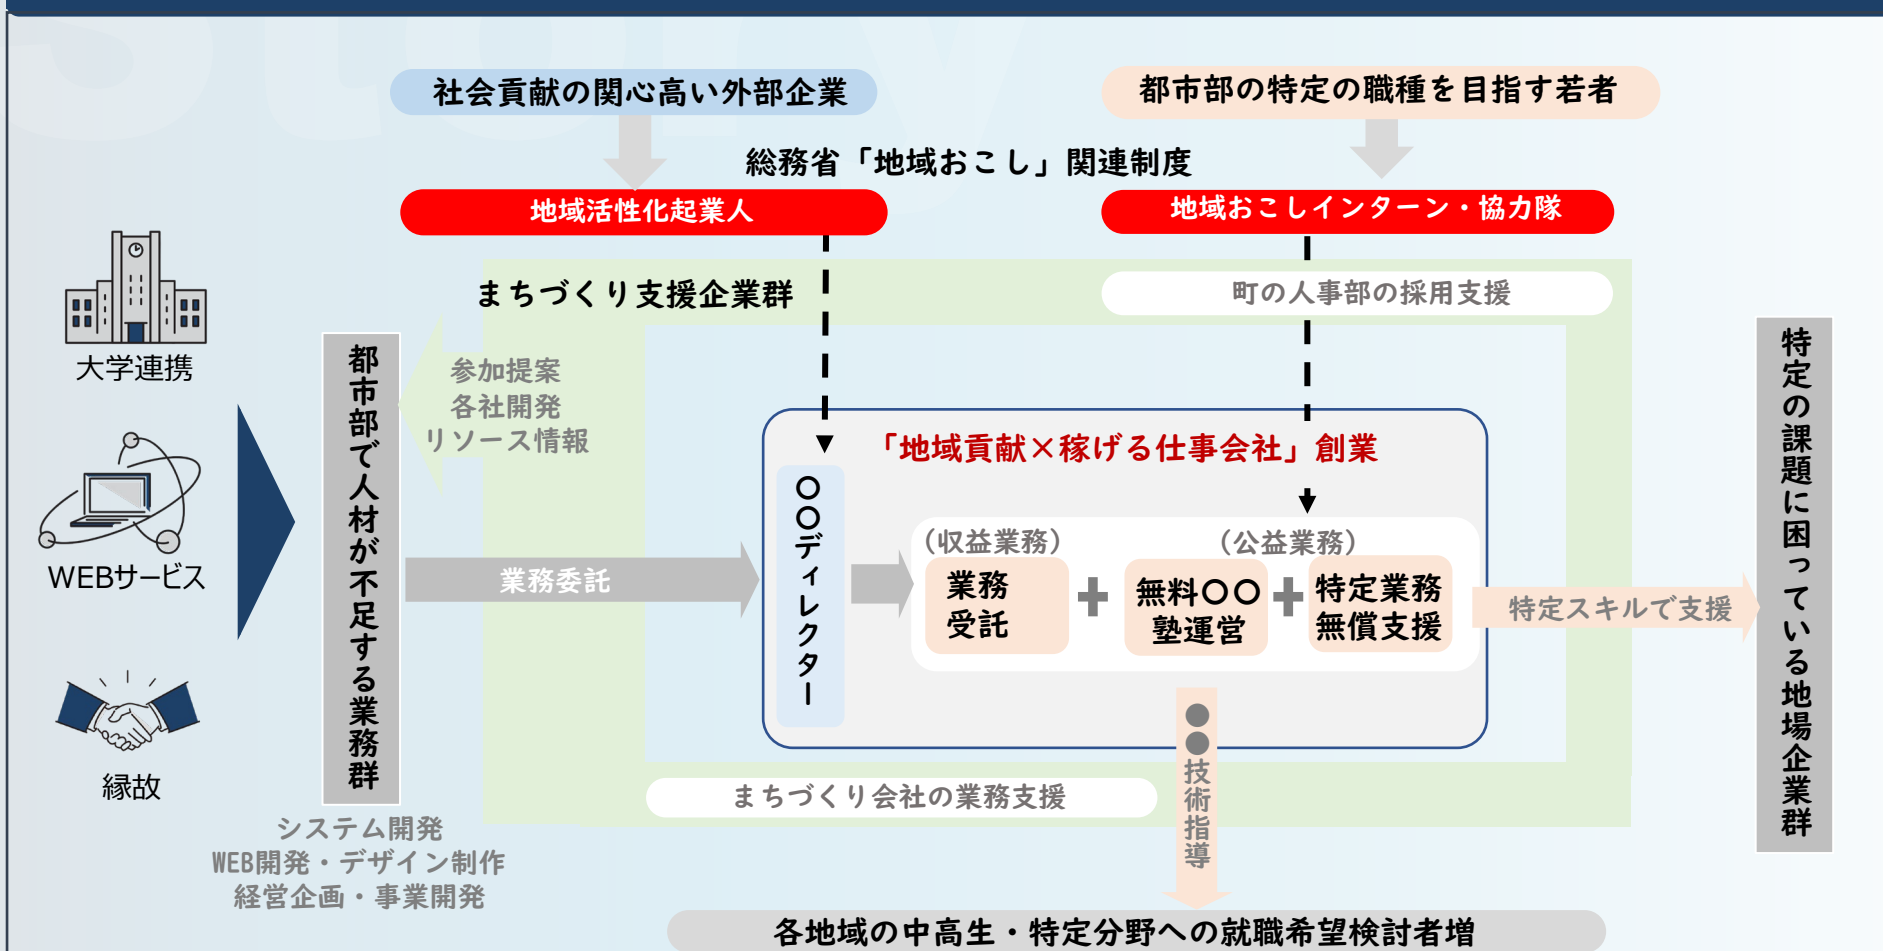 story
社会貢献の関心高い外部企業
都市部の特定の職種を目指す若者
総務省「地域おこし」関連制度
地域活性化起業人
地域おこしインターン・協力隊
まちづくり支援企業群
町の人事部の採用支援
大学連携
WEBサービス
縁故
都市部で人材が不足する業務群
参加提案
各社開発
リソース情報
システム開発
WEB開発・デザイン制作
経営企画・事業開発
業務委託
「地域貢献×稼げる仕事会社」創業
〇〇ディレクター
(収益業務)
(公益業務)
業務
受託
+
無料〇〇
塾運営
+
特定業務
無償支援
特定スキルで支援
特定の課題に困っている地場企業群
まちづくり会社の業務支援
●●技術指導
各地域の中高生・特定分野への就職希望検討者増